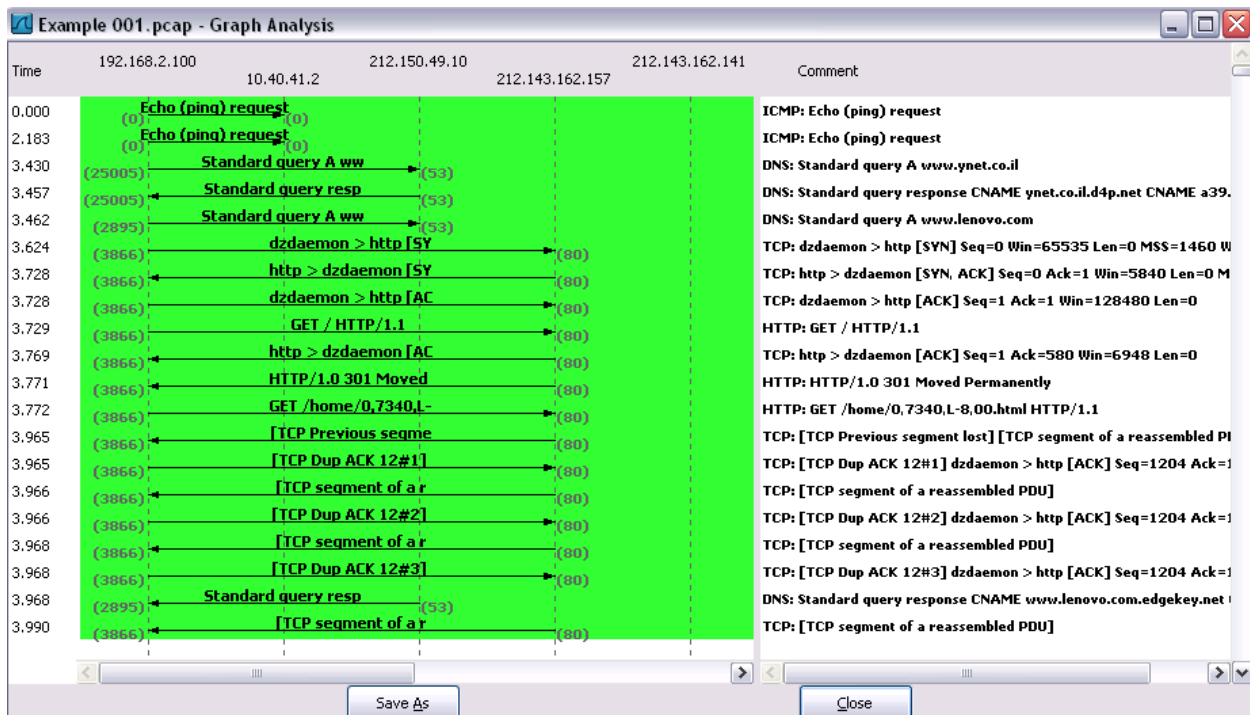 Example 001.pcap - Graph Analysis
Time 192.168.2.100 10.40.41.2 212.150.49.10 212.143.162.157 212.143.162.141 Comment
0.000 Echo (ping) request (0) (0) ICMP: Echo (ping) request
2.183 Echo (ping) request (0) (0) ICMP: Echo (ping) request
3.430 Standard query A ww (25005) (53) DNS: Standard query A www.ynet.co.il
3.457 Standard query resp (25005) (53) DNS: Standard query response CNAME ynet.co.il.d4p.net CNAME a39.
3.462 Standard query A ww (2895) (53) DNS: Standard query A www.lenovo.com
3.624 dzdaemon > http [SY (3866) (80) TCP: dzdaemon > http [SYN] Seq=0 Win=65535 Len=0 MSS=1460 W
3.728 http > dzdaemon [SY (3866) (80) TCP: http > dzdaemon [SYN, ACK] Seq=0 Ack=1 Win=5840 Len=0 M
3.728 dzdaemon > http [AC (3866) (80) TCP: dzdaemon > http [ACK] Seq=1 Ack=1 Win=128480 Len=0
3.729 GET / HTTP/1.1 (3866) (80) HTTP: GET / HTTP/1.1
3.769 http > dzdaemon [AC (3866) (80) TCP: http > dzdaemon [ACK] Seq=1 Ack=580 Win=6948 Len=0
3.771 HTTP/1.0 301 Moved (3866) (80) HTTP: HTTP/1.0 301 Moved Permanently
3.772 GET /home/0,7340,L- (3866) (80) HTTP: GET /home/0,7340,L-8,00.html HTTP/1.1
3.965 [TCP Previous segme (3866) (80) TCP: [TCP Previous segment lost] [TCP segment of a reassembled PD
3.965 [TCP Dup ACK 12#1] (3866) (80) TCP: [TCP Dup ACK 12#1] dzdaemon > http [ACK] Seq=1204 Ack=1
3.966 [TCP segment of a r (3866) (80) TCP: [TCP segment of a reassembled PDU]
3.966 [TCP Dup ACK 12#2] (3866) (80) TCP: [TCP Dup ACK 12#2] dzdaemon > http [ACK] Seq=1204 Ack=1
3.968 [TCP segment of a r (3866) (80) TCP: [TCP segment of a reassembled PDU]
3.968 [TCP Dup ACK 12#3] (3866) (80) TCP: [TCP Dup ACK 12#3] dzdaemon > http [ACK] Seq=1204 Ack=1
3.968 Standard query resp (2895) (53) DNS: Standard query response CNAME www.lenovo.com.edgekey.net
3.990 [TCP segment of a r (3866) (80) TCP: [TCP segment of a reassembled PDU]
Save As Close